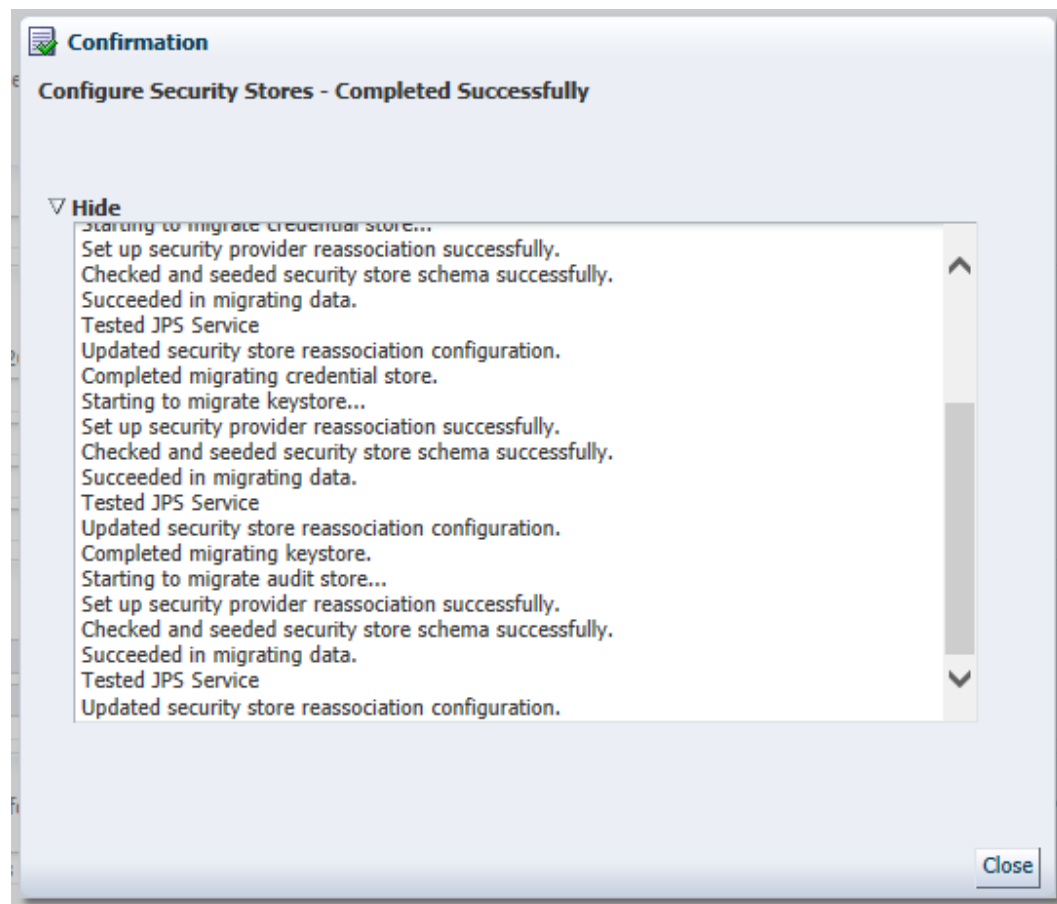 Confirmation
Configure Security Stores - Completed Successfully
Hide
Starting to migrate credential store...
Set up security provider reassociation successfully.
Checked and seeded security store schema successfully.
Succeeded in migrating data.
Tested JPS Service
Updated security store reassociation configuration.
Completed migrating credential store.
Starting to migrate keystore...
Set up security provider reassociation successfully.
Checked and seeded security store schema successfully.
Succeeded in migrating data.
Tested JPS Service
Updated security store reassociation configuration.
Completed migrating keystore.
Starting to migrate audit store...
Set up security provider reassociation successfully.
Checked and seeded security store schema successfully.
Succeeded in migrating data.
Tested JPS Service
Updated security store reassociation configuration.
Close